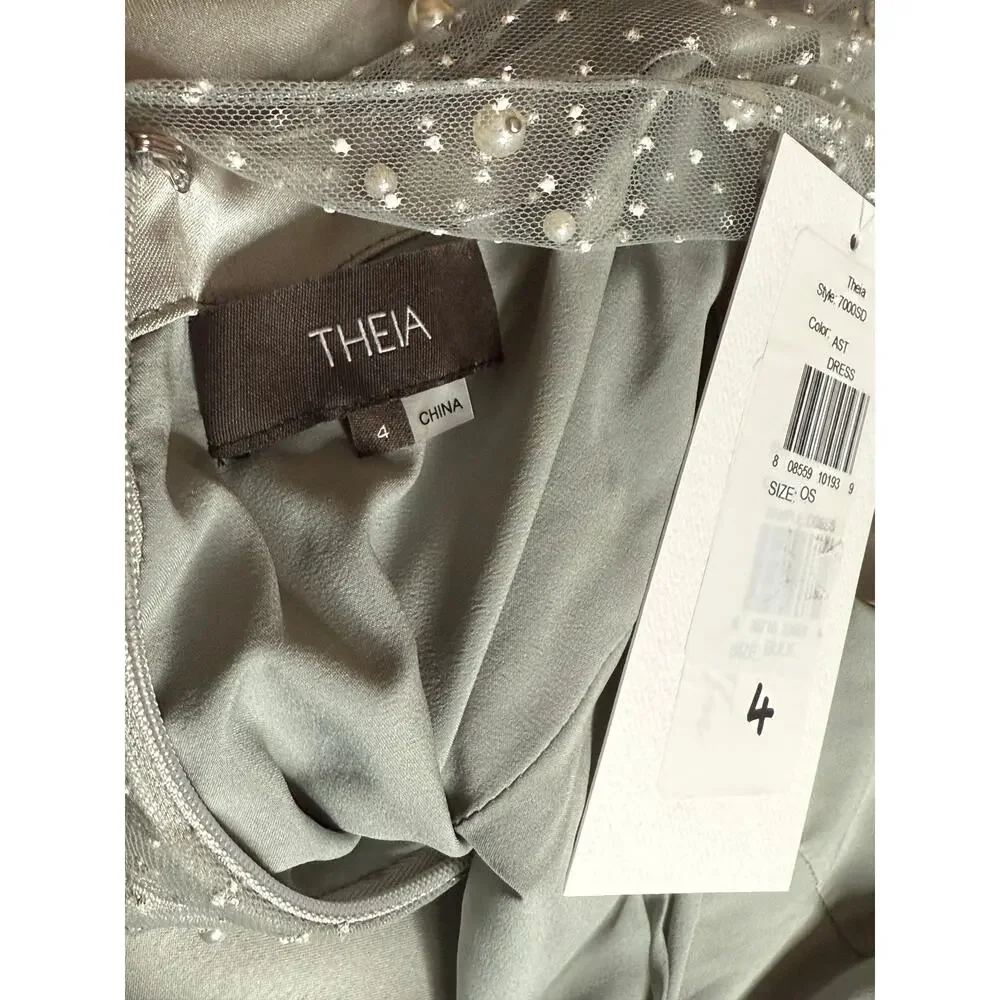 THEIA
4
CHINA
Theia
Style: 7000SD
Color: AST
DRESS
8 08559 10193 9
SIZE: OS
4